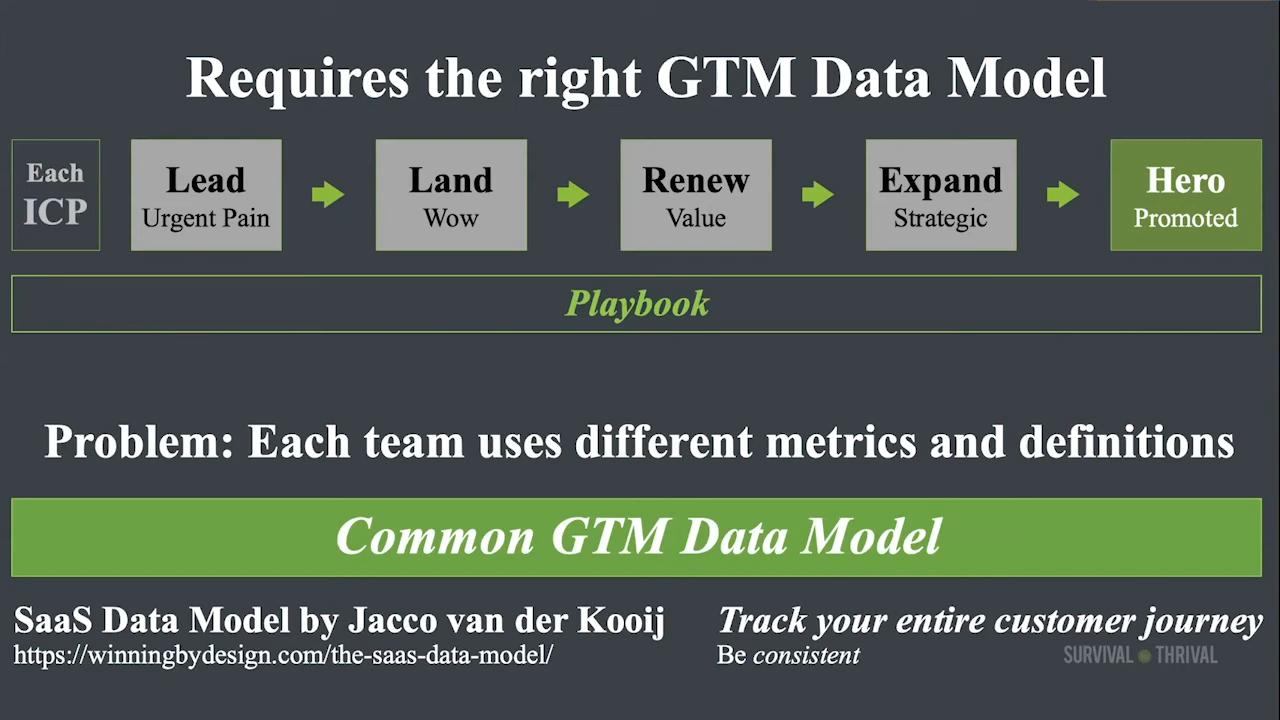 Requires the right GTM Data Model
Each
ICP
Lead
Urgent Pain
Land
Wow
Renew
Value
Expand
Strategic
Hero
Promoted
Playbook
Problem: Each team uses different metrics and definitions
Common GTM Data Model
SaaS Data Model by Jacco van der Kooij
https://winningbydesign.com/the-saas-data-model/
Track your entire customer journey
Be consistent
SURVIVAL THRIVAL